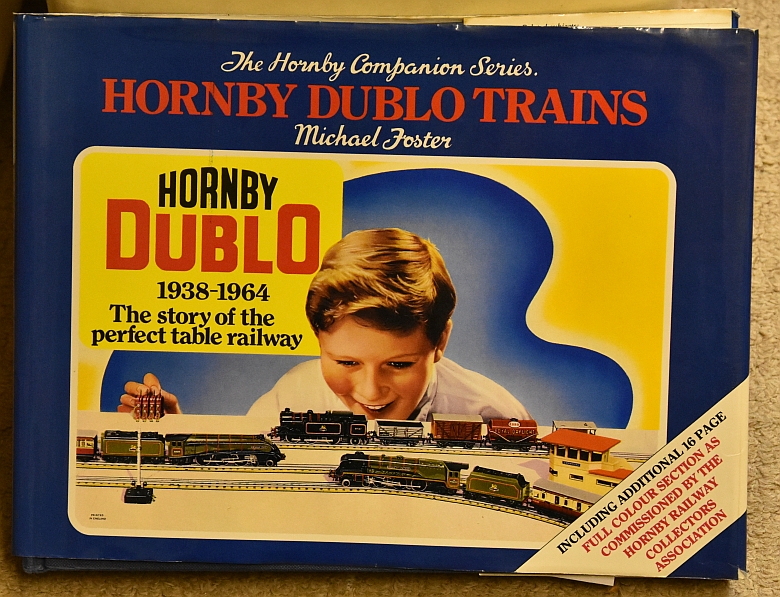 The Hornby Companion Series.
HORNBY DUBLO TRAINS
Michael Foster
HORNBY
DUBLO
1938-1964
The story of the
perfect table railway
INCLUDING ADDITIONAL 16 PAGE
FULL COLOUR SECTION AS
COMMISSIONED BY THE
HORNBY RAILWAY
COLLECTORS
ASSOCIATION